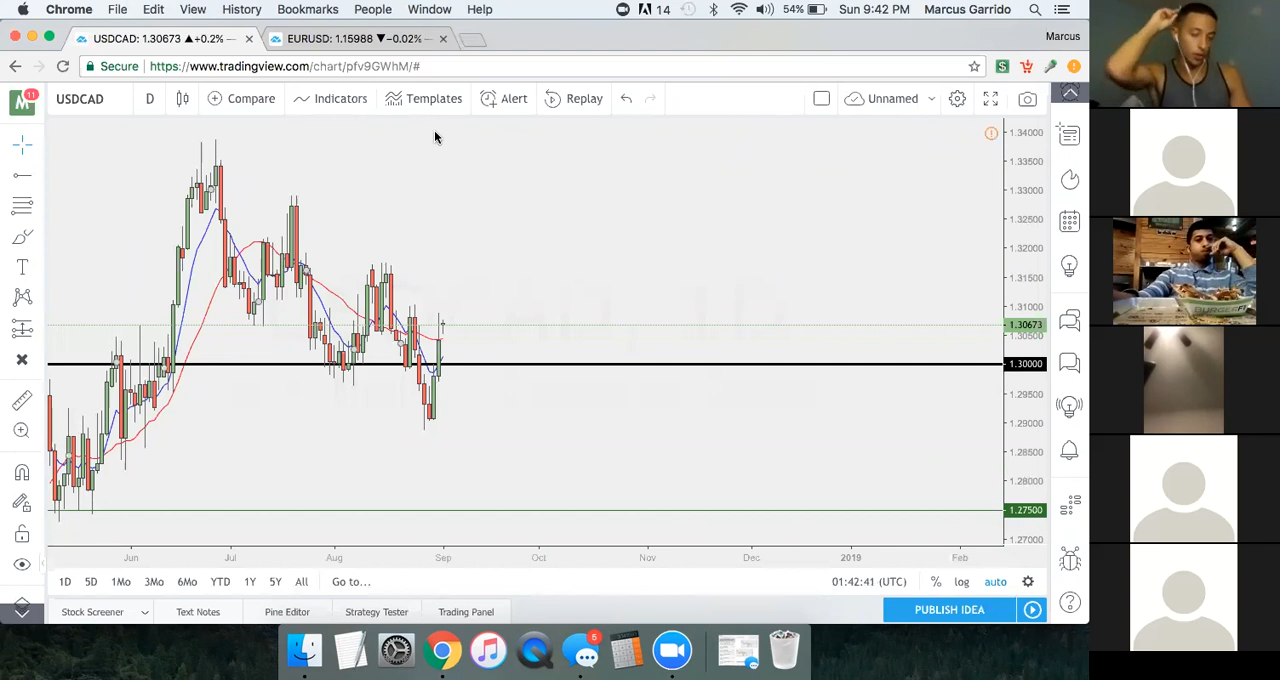 Chrome File Edit View History Bookmarks People Window Help 14 54% Sun 9:42 PM Marcus Garrido
USDCAD: 1.30673 ▲+0.2% × EURUSD: 1.15988 ▼−0.02% × Marcus
Secure https://www.tradingview.com/chart/pfv9GWhM/#
M 11 USDCAD D Compare Indicators Templates Alert Replay Unnamed
1.34000
1.33500
1.33000
1.32500
1.32000
1.31500
1.31000
1.30673
1.30500
1.30000
1.29500
1.29000
1.28500
1.28000
1.27500
1.27000
Jun Jul Aug Sep Oct Nov Dec 2019 Feb
1D 5D 1Mo 3Mo 6Mo YTD 1Y 5Y All Go to... 01:42:41 (UTC) % log auto
Stock Screener Text Notes Pine Editor Strategy Tester Trading Panel PUBLISH IDEA
5
BURGERFI